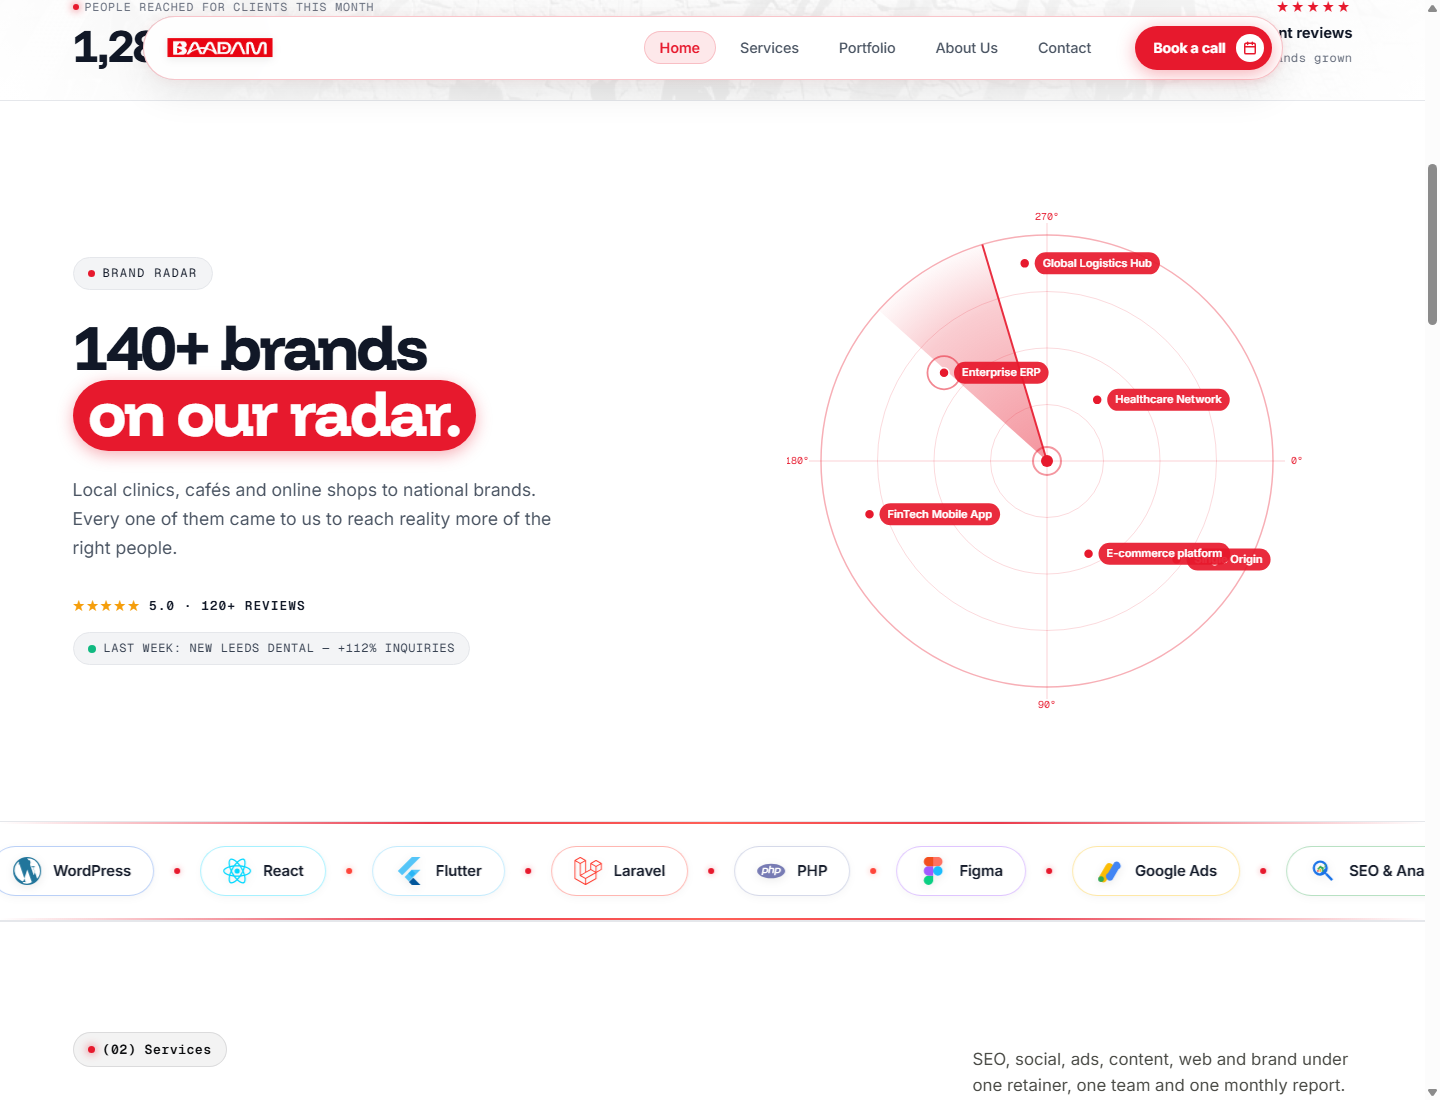 PEOPLE REACHED FOR CLIENTS THIS MONTH
★★★★★
1,28
nt reviews
nds grown
BAADAM
Home
Services
Portfolio
About Us
Contact
Book a call
BRAND RADAR
140+ brands
on our radar.
Local clinics, cafés and online shops to national brands.
Every one of them came to us to reach reality more of the
right people.
★★★★★ 5.0 · 120+ REVIEWS
LAST WEEK: NEW LEEDS DENTAL — +112% INQUIRIES
270°
Global Logistics Hub
Enterprise ERP
Healthcare Network
180°
0°
FinTech Mobile App
E-commerce platform
Origin
90°
WordPress
React
Flutter
Laravel
php PHP
Figma
Google Ads
SEO & Ana
(02) Services
SEO, social, ads, content, web and brand under
one retainer, one team and one monthly report.